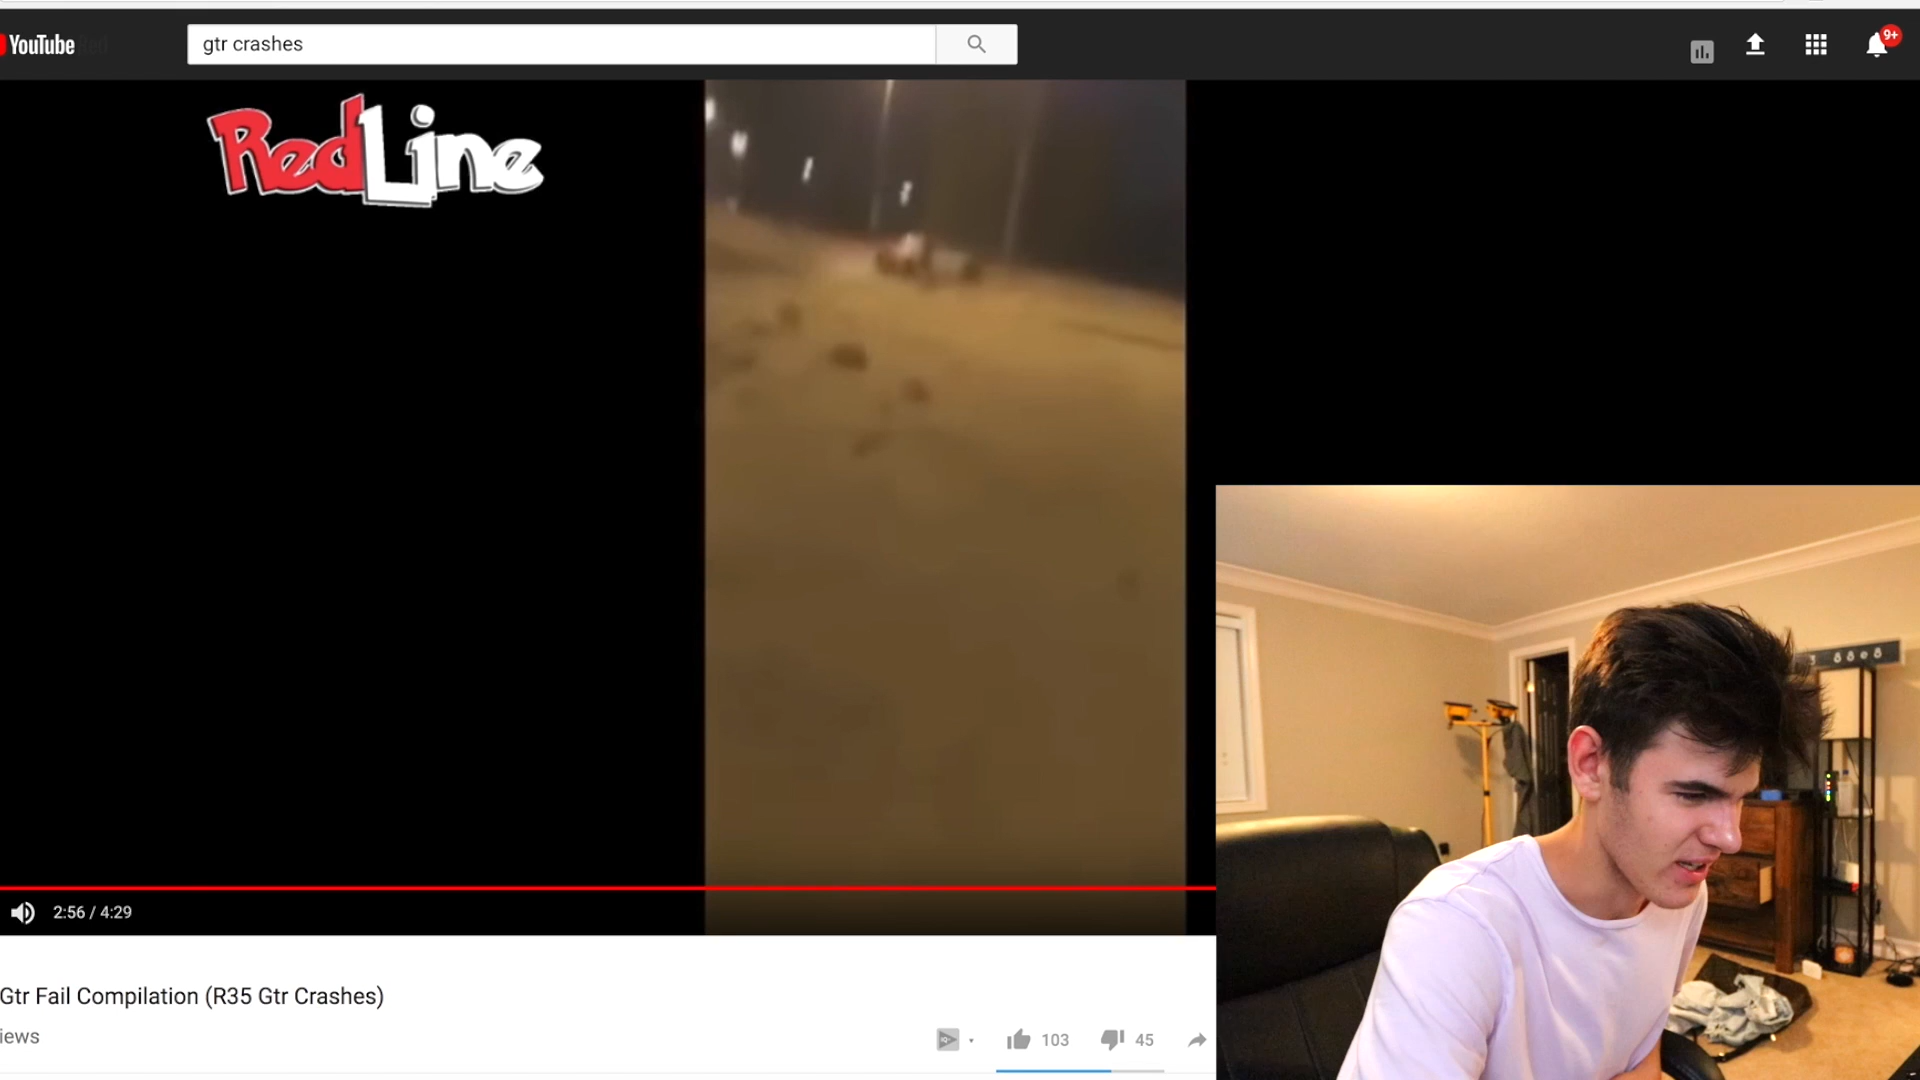 YouTube
gtr crashes
9+
RedLine
2:56 / 4:29
Gtr Fail Compilation (R35 Gtr Crashes)
iews
103
45